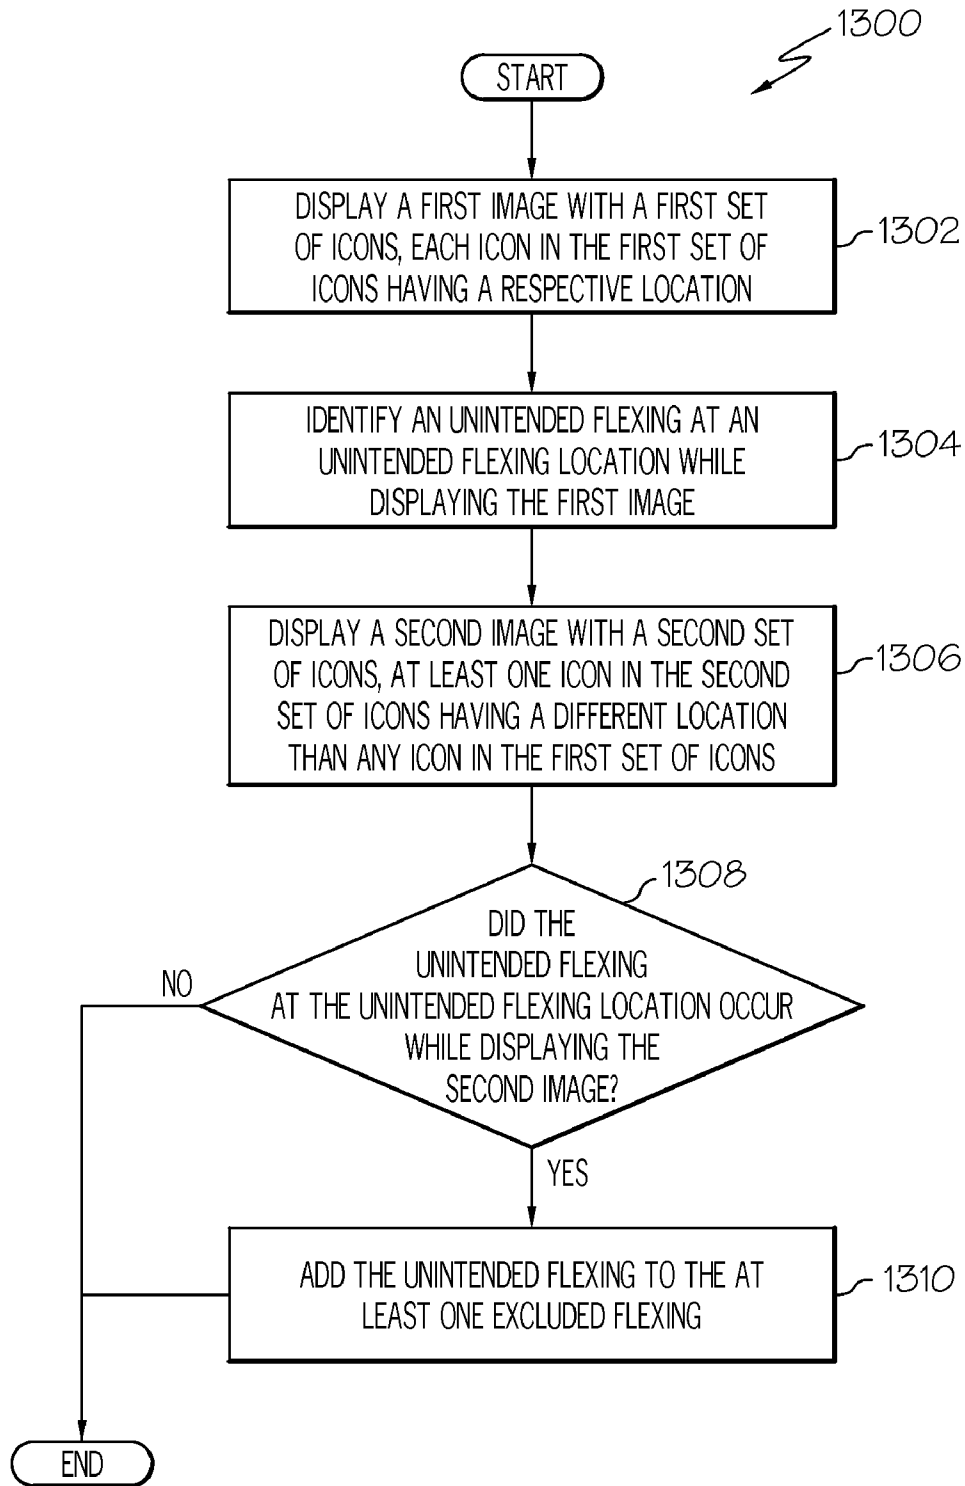 1300
START
DISPLAY A FIRST IMAGE WITH A FIRST SET
OF ICONS, EACH ICON IN THE FIRST SET OF
ICONS HAVING A RESPECTIVE LOCATION
1302
IDENTIFY AN UNINTENDED FLEXING AT AN
UNINTENDED FLEXING LOCATION WHILE
DISPLAYING THE FIRST IMAGE
1304
DISPLAY A SECOND IMAGE WITH A SECOND SET
OF ICONS, AT LEAST ONE ICON IN THE SECOND
SET OF ICONS HAVING A DIFFERENT LOCATION
THAN ANY ICON IN THE FIRST SET OF ICONS
1306
1308
DID THE
UNINTENDED FLEXING
AT THE UNINTENDED FLEXING LOCATION OCCUR
WHILE DISPLAYING THE
SECOND IMAGE?
NO
YES
ADD THE UNINTENDED FLEXING TO THE AT
LEAST ONE EXCLUDED FLEXING
1310
END